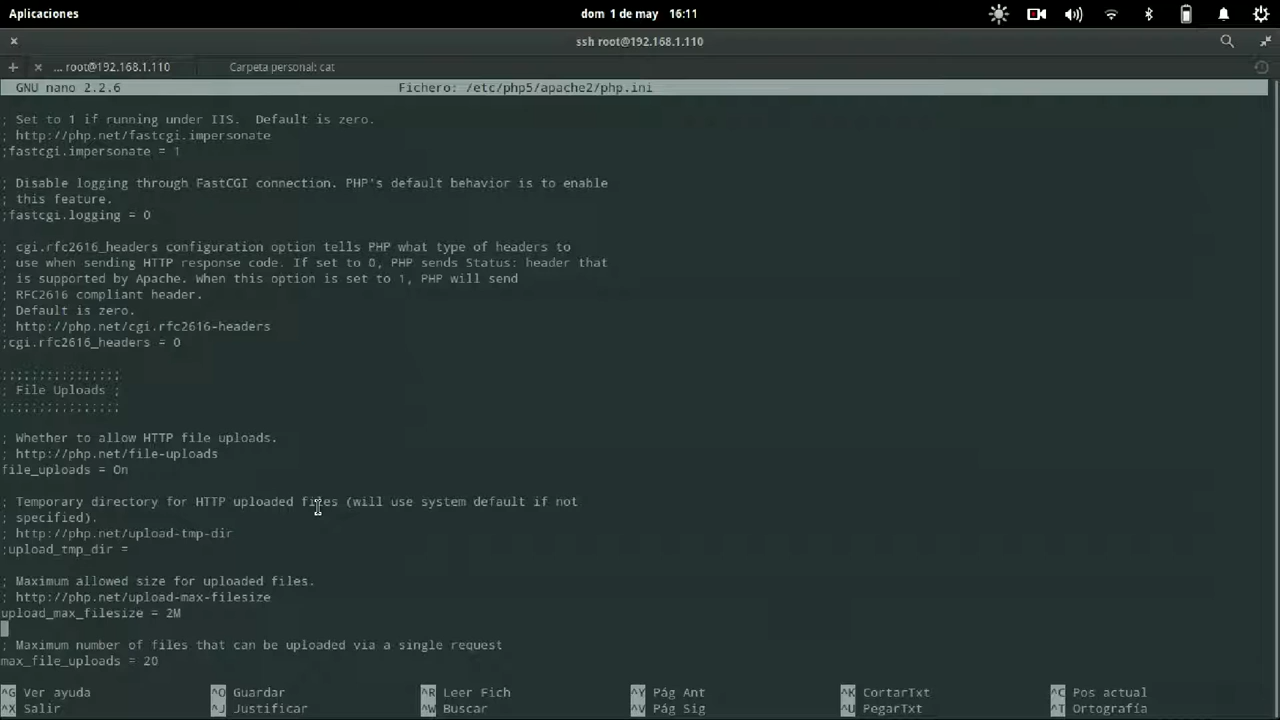 Aplicaciones dom 1 de may 16:11
ssh root@192.168.1.110
... root@192.168.1.110 Carpeta personal: cat
GNU nano 2.2.6 Fichero: /etc/php5/apache2/php.ini
; Set to 1 if running under IIS.  Default is zero.
; http://php.net/fastcgi.impersonate
;fastcgi.impersonate = 1
; Disable logging through FastCGI connection. PHP's default behavior is to enable
; this feature.
;fastcgi.logging = 0
; cgi.rfc2616_headers configuration option tells PHP what type of headers to
; use when sending HTTP response code. If set to 0, PHP sends Status: header that
; is supported by Apache. When this option is set to 1, PHP will send
; RFC2616 compliant header.
; Default is zero.
; http://php.net/cgi.rfc2616-headers
;cgi.rfc2616_headers = 0
;;;;;;;;;;;;;;;;
; File Uploads ;
;;;;;;;;;;;;;;;;
; Whether to allow HTTP file uploads.
; http://php.net/file-uploads
file_uploads = On
; Temporary directory for HTTP uploaded files (will use system default if not
; specified).
; http://php.net/upload-tmp-dir
;upload_tmp_dir =
; Maximum allowed size for uploaded files.
; http://php.net/upload-max-filesize
upload_max_filesize = 2M
; Maximum number of files that can be uploaded via a single request
max_file_uploads = 20
^G Ver ayuda ^O Guardar ^R Leer Fich ^Y Pág Ant ^K CortarTxt ^C Pos actual
^X Salir ^J Justificar ^W Buscar ^V Pág Sig ^U PegarTxt ^T Ortografía